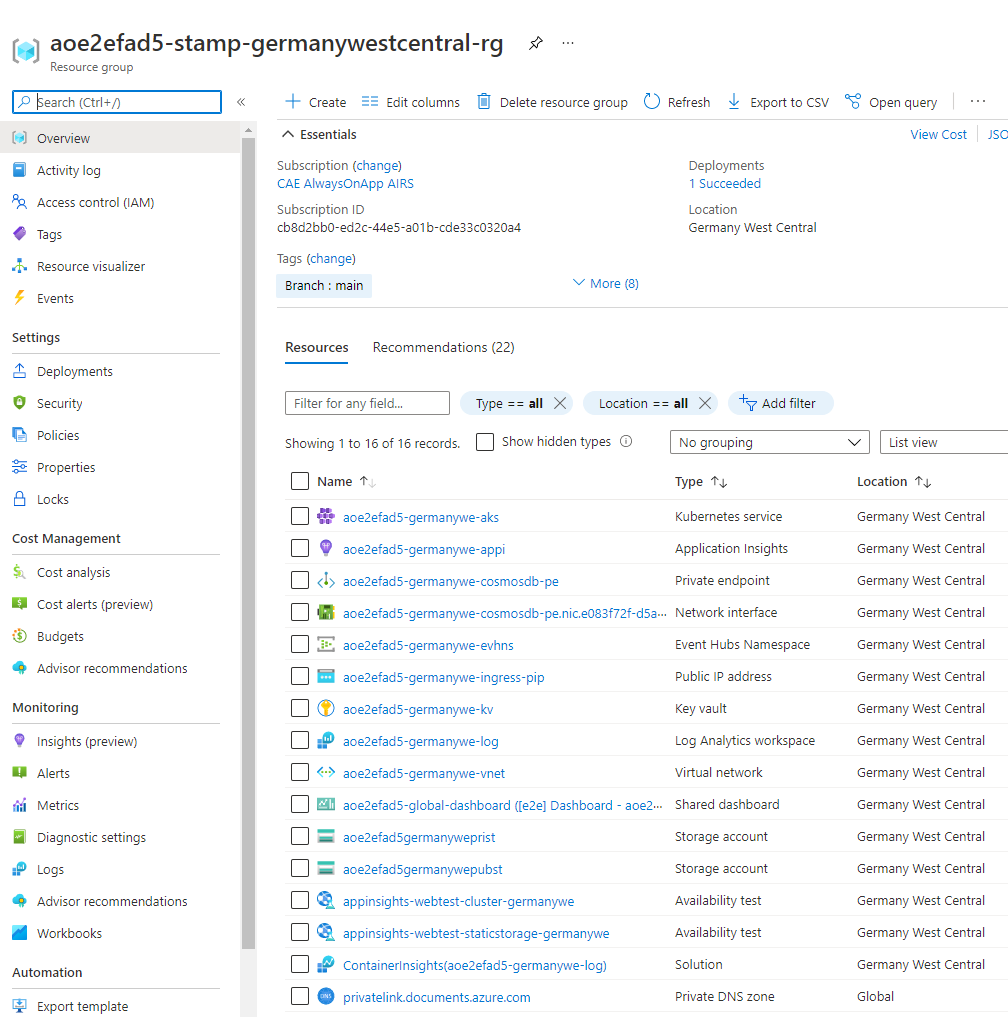 aoe2efad5-stamp-germanywestcentral-rg
Resource group
Search (Ctrl+/)
Overview
Activity log
Access control (IAM)
Tags
Resource visualizer
Events
Settings
Deployments
Security
Policies
Properties
Locks
Cost Management
Cost analysis
Cost alerts (preview)
Budgets
Advisor recommendations
Monitoring
Insights (preview)
Alerts
Metrics
Diagnostic settings
Logs
Advisor recommendations
Workbooks
Automation
Export template
Create Edit columns Delete resource group Refresh Export to CSV Open query
Essentials View Cost JSO
Subscription (change) Deployments
CAE AlwaysOnApp AIRS 1 Succeeded
Subscription ID Location
cb8d2bb0-ed2c-44e5-a01b-cde33c0320a4 Germany West Central
Tags (change)
Branch : main More (8)
Resources Recommendations (22)
Filter for any field... Type == all Location == all Add filter
Showing 1 to 16 of 16 records. Show hidden types No grouping List view
Name Type Location
aoe2efad5-germanywe-aks Kubernetes service Germany West Central
aoe2efad5-germanywe-appi Application Insights Germany West Central
aoe2efad5-germanywe-cosmosdb-pe Private endpoint Germany West Central
aoe2efad5-germanywe-cosmosdb-pe.nic.e083f72f-d5a... Network interface Germany West Central
aoe2efad5-germanywe-evhns Event Hubs Namespace Germany West Central
aoe2efad5-germanywe-ingress-pip Public IP address Germany West Central
aoe2efad5-germanywe-kv Key vault Germany West Central
aoe2efad5-germanywe-log Log Analytics workspace Germany West Central
aoe2efad5-germanywe-vnet Virtual network Germany West Central
aoe2efad5-global-dashboard ([e2e] Dashboard - aoe2... Shared dashboard Germany West Central
aoe2efad5germanyweprist Storage account Germany West Central
aoe2efad5germanywepubst Storage account Germany West Central
appinsights-webtest-cluster-germanywe Availability test Germany West Central
appinsights-webtest-staticstorage-germanywe Availability test Germany West Central
ContainerInsights(aoe2efad5-germanywe-log) Solution Germany West Central
privatelink.documents.azure.com Private DNS zone Global